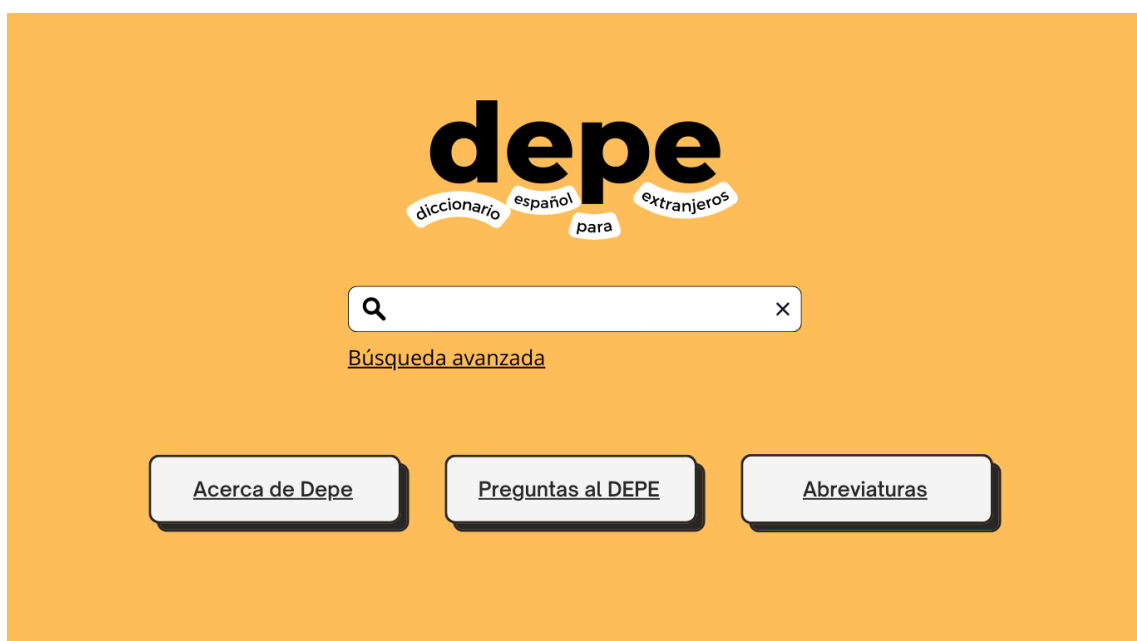 depe
diccionario español para extranjeros
Búsqueda avanzada
Acerca de Depe
Preguntas al DEPE
Abreviaturas